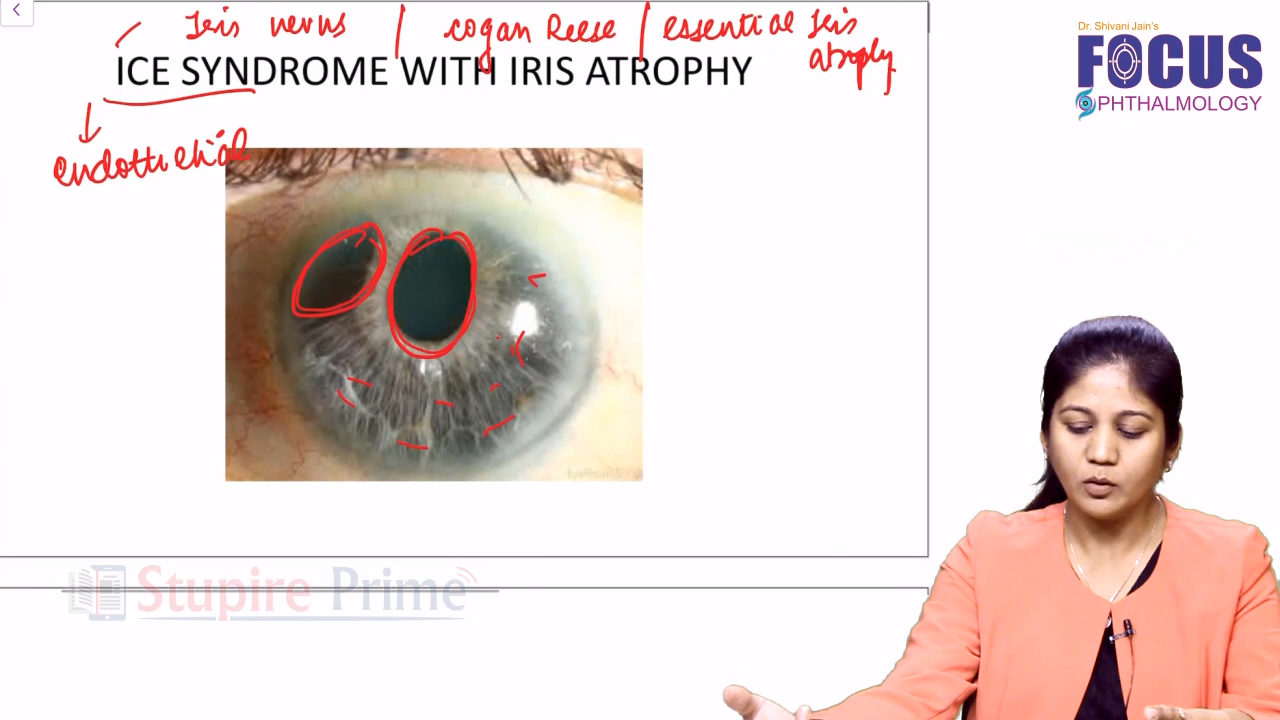 Iris nevus / Cogan Reese / essential Iris
atrophy
ICE SYNDROME WITH IRIS ATROPHY
endothelial
Dr. Shivani Jain's
FOCUS
OPHTHALMOLOGY
Stupire Prime